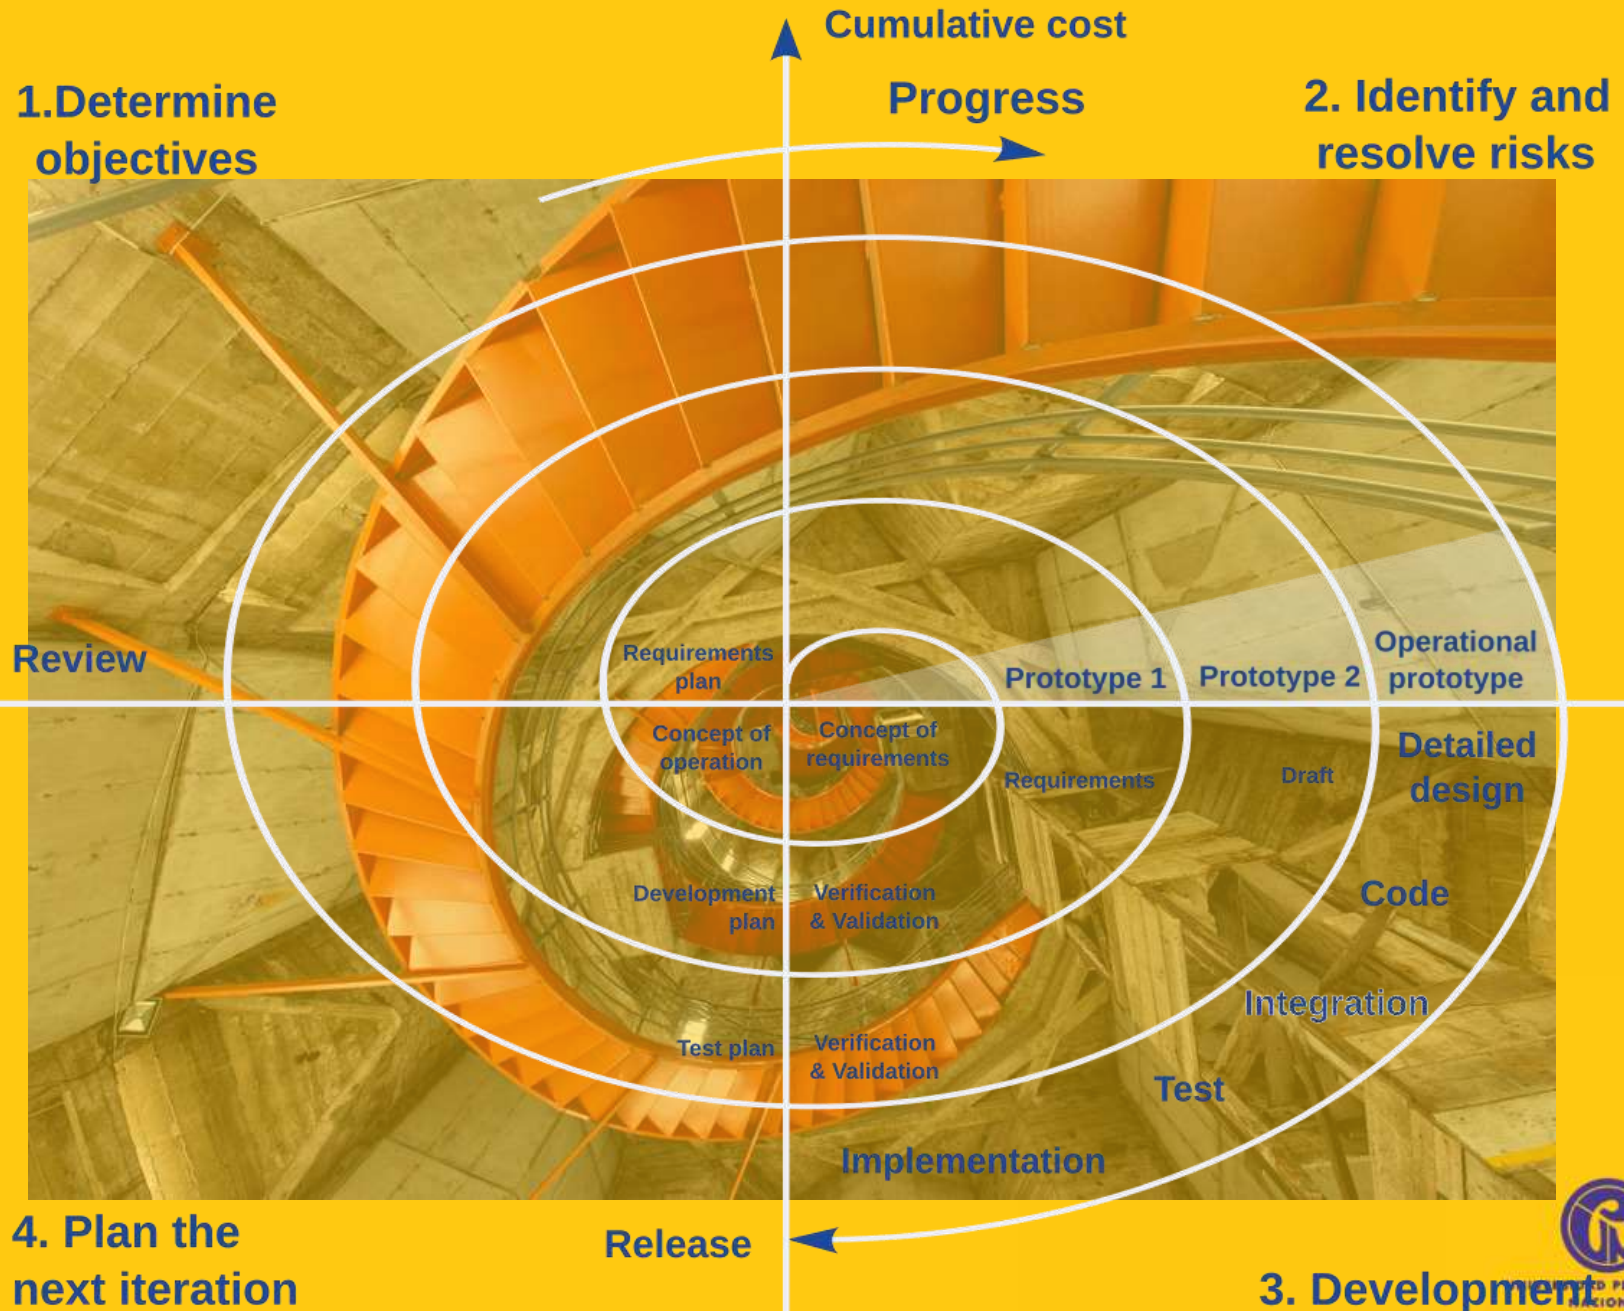 Cumulative cost
Progress
1.Determine
objectives
2. Identify and
resolve risks
Review
Requirements
plan
Prototype 1
Prototype 2
Operational
prototype
Concept of
operation
Concept of
requirements
Requirements
Draft
Detailed
design
Development
plan
Verification
& Validation
Code
Integration
Test plan
Verification
& Validation
Test
Implementation
Release
4. Plan the
next iteration
3. Development